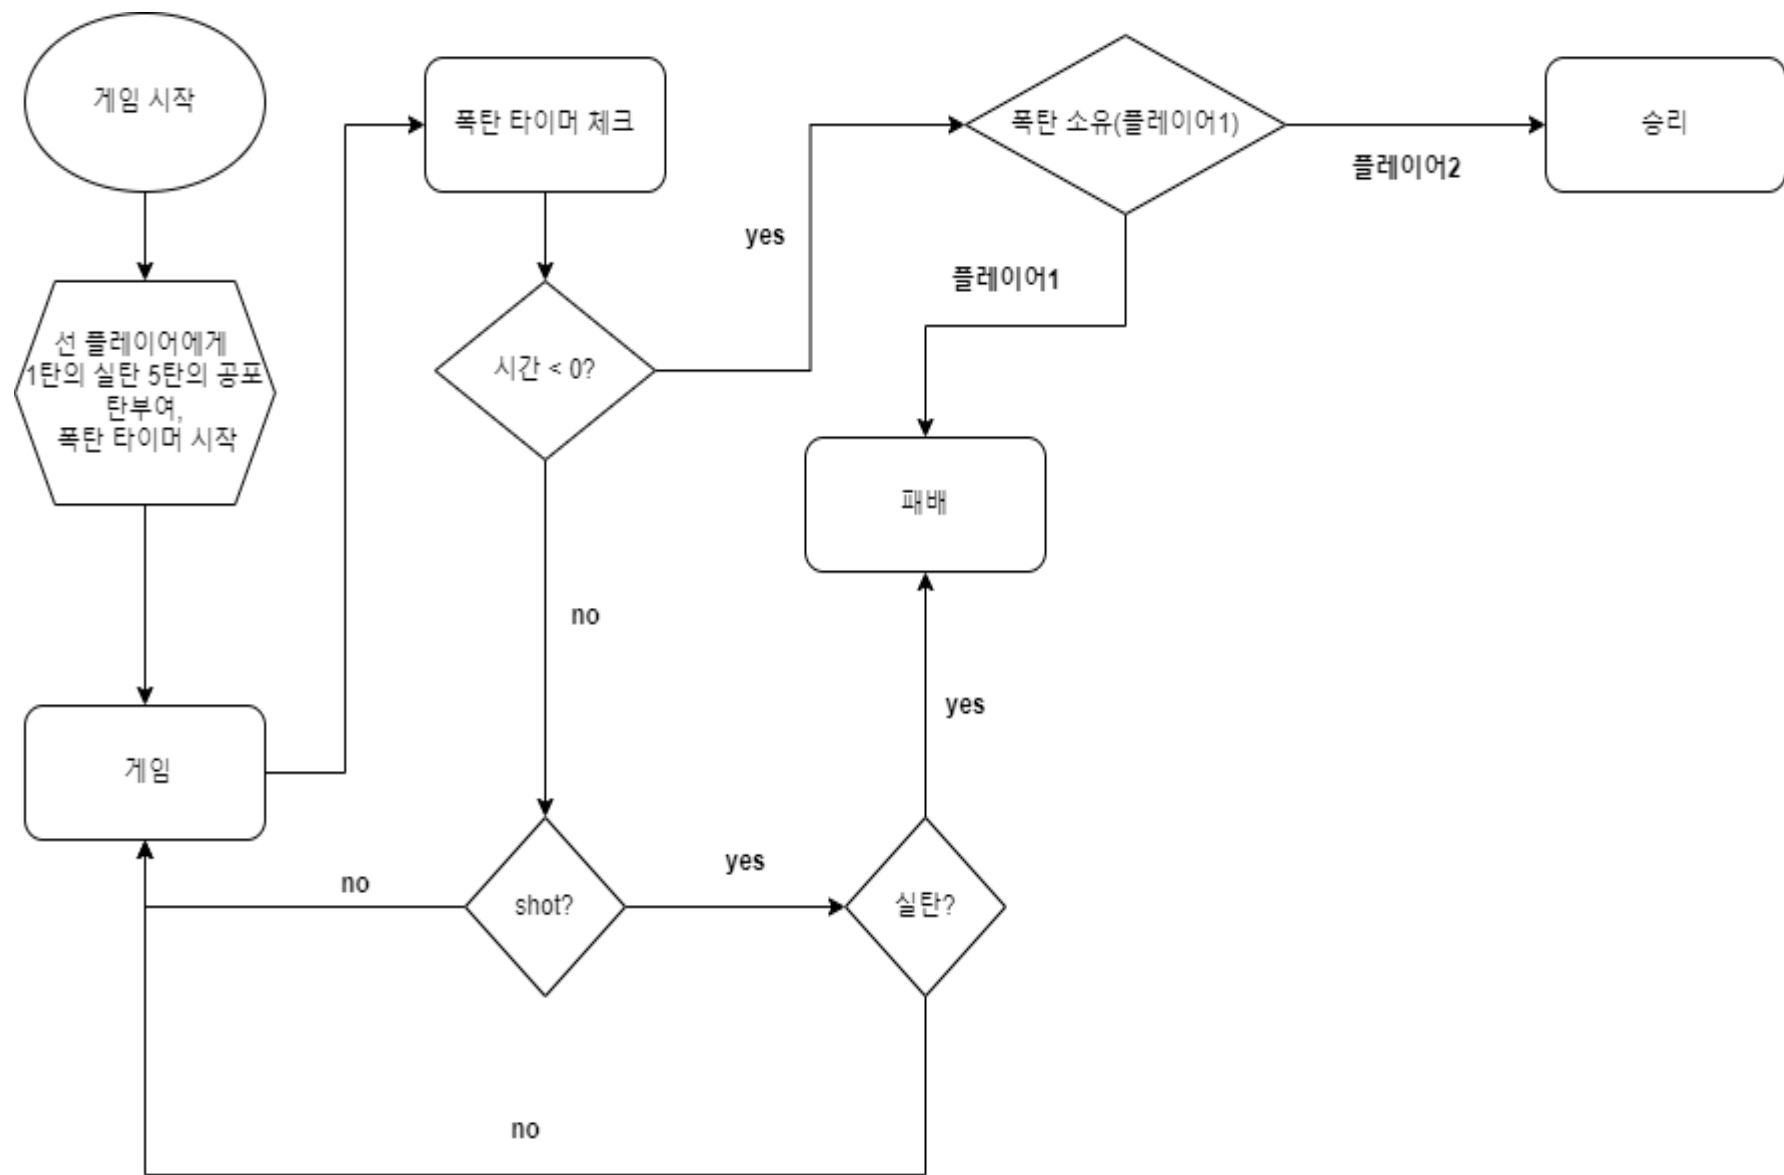 게임 시작
폭탄 타이머 체크
폭탄 소유(플레이어1)
승리
플레이어2
yes
플레이어1
선 플레이어에게
1탄의 실탄 5탄의 공포
탄부여,
폭탄 타이머 시작
시간 < 0?
패배
no
yes
게임
no
yes
shot?
실탄?
no